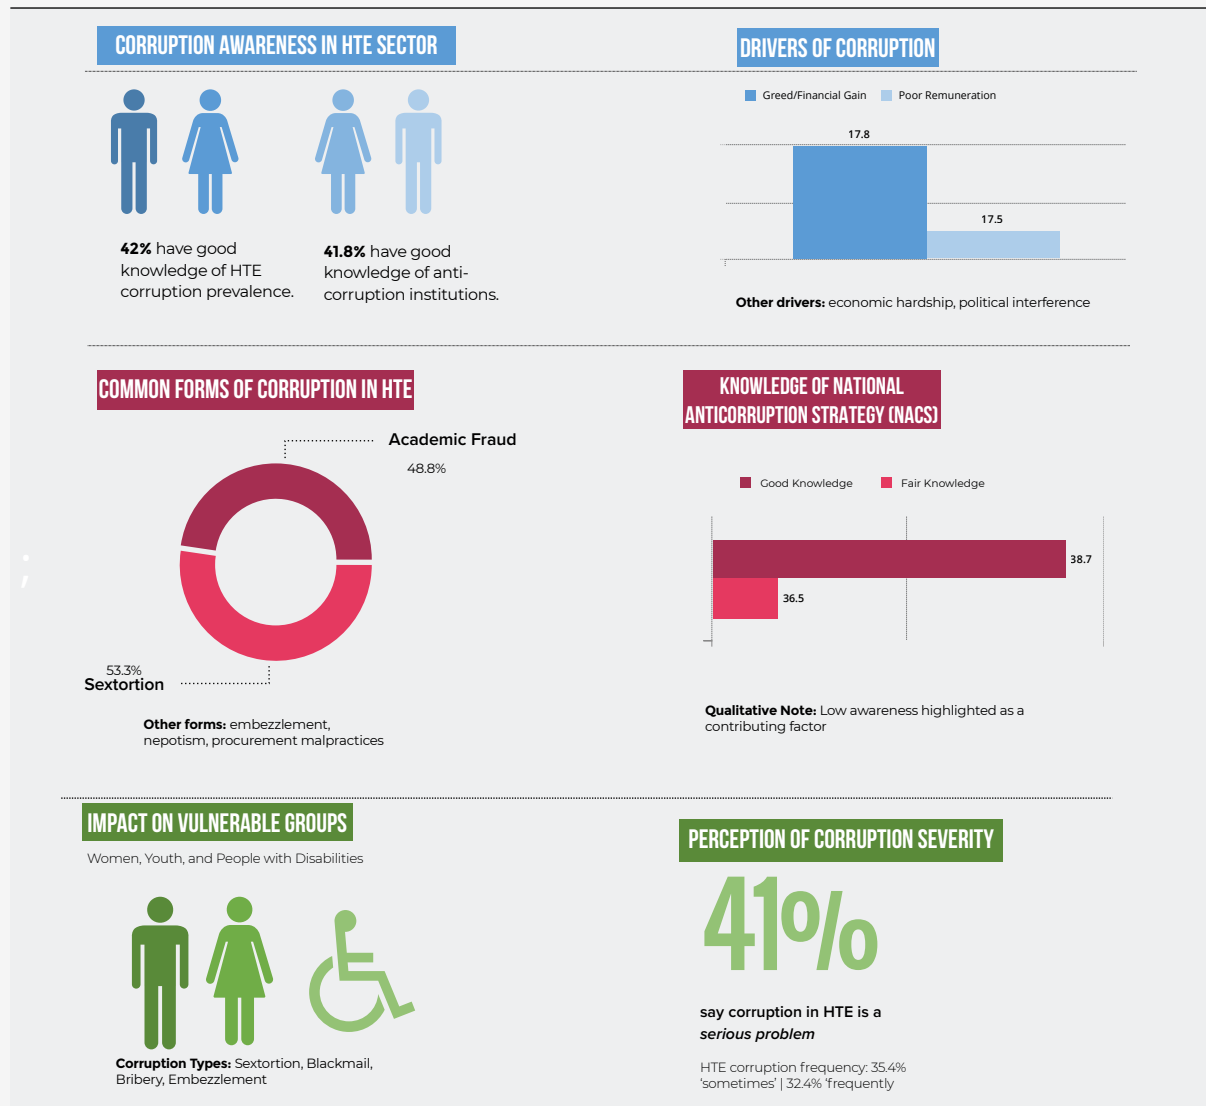 CORRUPTION AWARENESS IN HTE SECTOR
42% have good
knowledge of HTE
corruption prevalence.
41.8% have good
knowledge of anti-
corruption institutions.
DRIVERS OF CORRUPTION
Greed/Financial Gain
Poor Remuneration
17.8
17.5
Other drivers: economic hardship, political interference
COMMON FORMS OF CORRUPTION IN HTE
Academic Fraud
48.8%
53.3%
Sextortion
Other forms: embezzlement,
nepotism, procurement malpractices
;
KNOWLEDGE OF NATIONAL
ANTICORRUPTION STRATEGY (NACS)
Good Knowledge
Fair Knowledge
38.7
36.5
Qualitative Note: Low awareness highlighted as a
contributing factor
IMPACT ON VULNERABLE GROUPS
Women, Youth, and People with Disabilities
Corruption Types: Sextortion, Blackmail,
Bribery, Embezzlement
PERCEPTION OF CORRUPTION SEVERITY
41%
say corruption in HTE is a
serious problem
HTE corruption frequency: 35.4%
‘sometimes’ | 32.4% ‘frequently